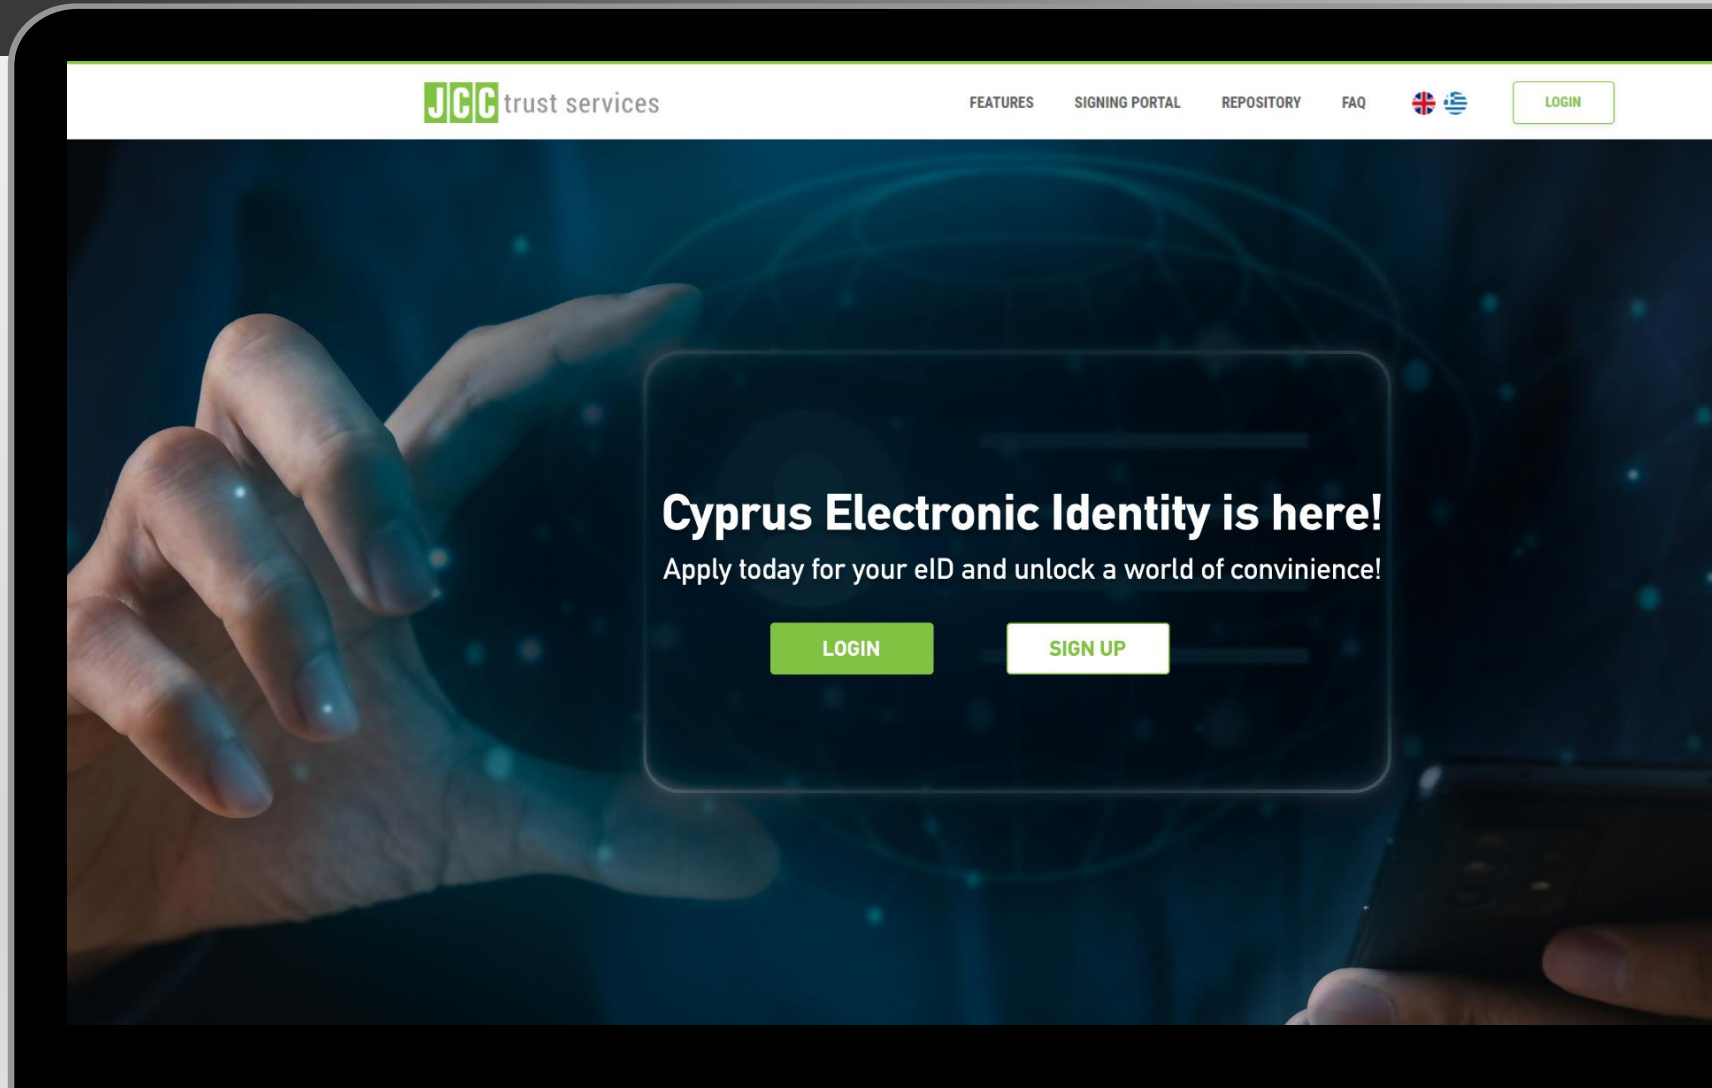 JCC trust services
FEATURES SIGNING PORTAL REPOSITORY FAQ LOGIN
Cyprus Electronic Identity is here!
Apply today for your eID and unlock a world of convinience!
LOGIN SIGN UP